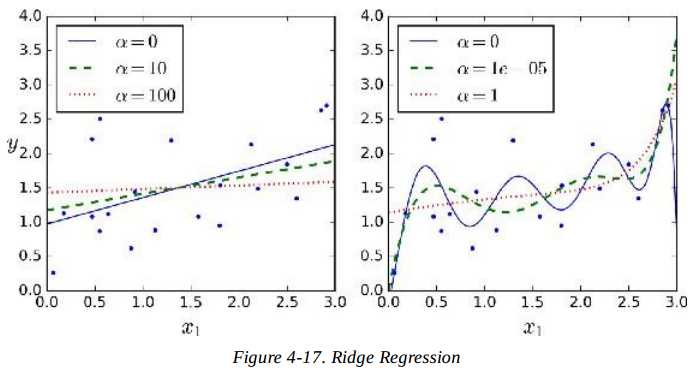 4.0
3.5
3.0
2.5
2.0
1.5
1.0
0.5
0.0
y
α = 0
α = 10
α = 100
0.0 0.5 1.0 1.5 2.0 2.5 3.0
x₁
4.0
3.5
3.0
2.5
2.0
1.5
1.0
0.5
0.0
α = 0
α = 1e − 05
α = 1
0.0 0.5 1.0 1.5 2.0 2.5 3.0
x₁
Figure 4-17. Ridge Regression